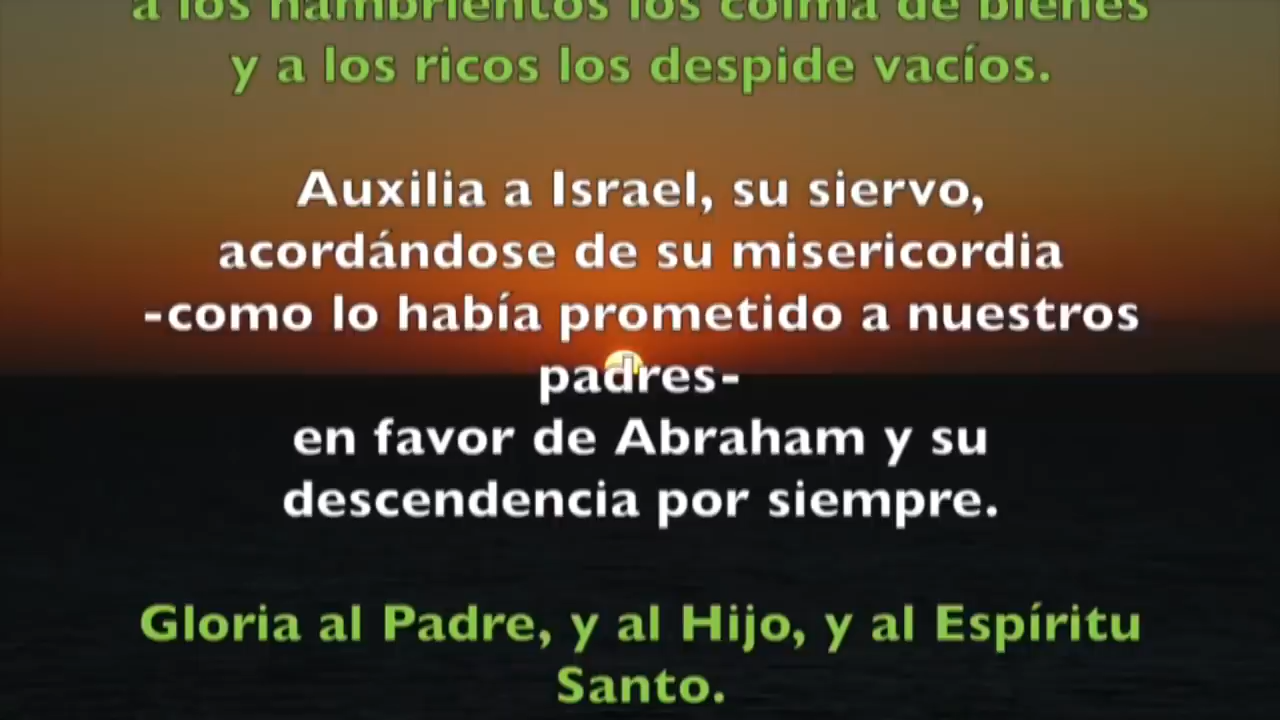 a los hambrientos los colma de bienes
y a los ricos los despide vacíos.
Auxilia a Israel, su siervo,
acordándose de su misericordia
-como lo había prometido a nuestros
padres-
en favor de Abraham y su
descendencia por siempre.
Gloria al Padre, y al Hijo, y al Espíritu
Santo.